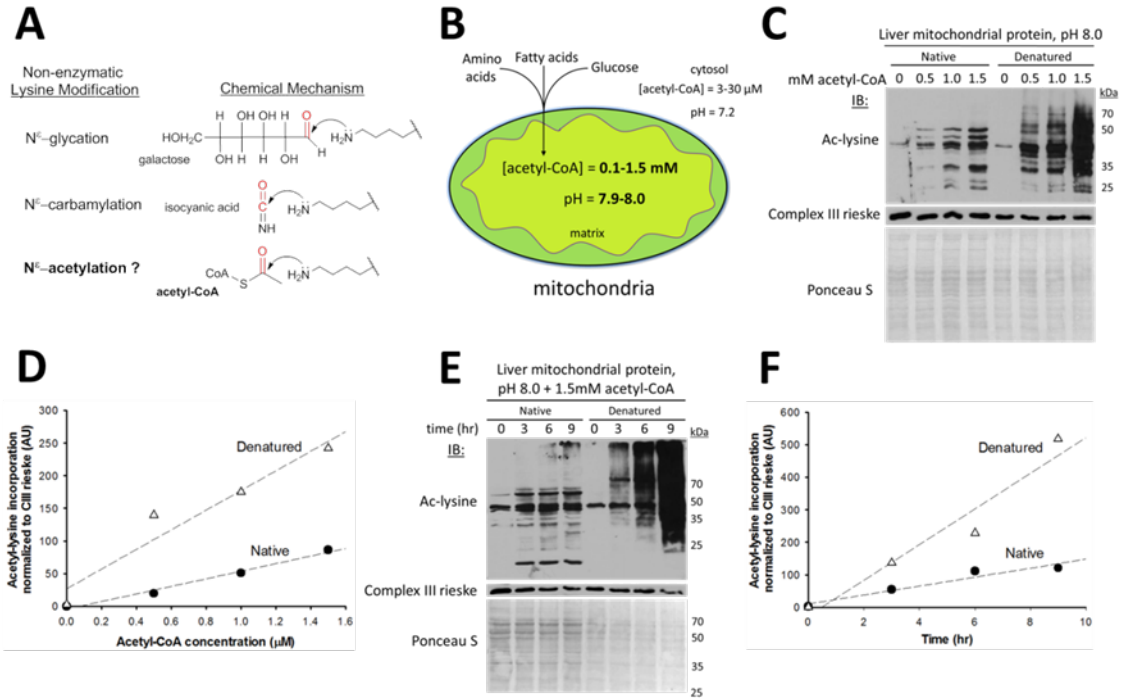 A
Non-enzymatic
Lysine Modification
Chemical Mechanism
Nε–glycation
HOH₂C
H
OH
H
OH
O
H
OH
H
OH
H
H₂N
galactose
Nε–carbamylation
isocyanic acid
O
C
NH
H₂N
Nε–acetylation ?
CoA
S
O
H₂N
acetyl-CoA
B
Amino
acids
Fatty acids
Glucose
cytosol
[acetyl-CoA] = 3-30 µM
pH = 7.2
[acetyl-CoA] = 0.1-1.5 mM
pH = 7.9-8.0
matrix
mitochondria
C
Liver mitochondrial protein, pH 8.0
Native Denatured
mM acetyl-CoA 0 0.5 1.0 1.5 0 0.5 1.0 1.5
IB:
kDa
70
50
35
25
Ac-lysine
Complex III rieske
Ponceau S
D
Acetyl-lysine incorporation
normalized to CIII rieske (AU)
300
250
200
150
100
50
0
Denatured
Native
0.0 0.2 0.4 0.6 0.8 1.0 1.2 1.4 1.6
Acetyl-CoA concentration (µM)
E
Liver mitochondrial protein,
pH 8.0 + 1.5mM acetyl-CoA
Native Denatured
time (hr) 0 3 6 9 0 3 6 9
kDa
IB:
Ac-lysine
70
50
35
25
Complex III rieske
Ponceau S
70
50
35
25
F
Acetyl-lysine incorporation
normalized to CIII rieske (AU)
600
500
400
300
200
100
0
Denatured
Native
0 2 4 6 8 10
Time (hr)